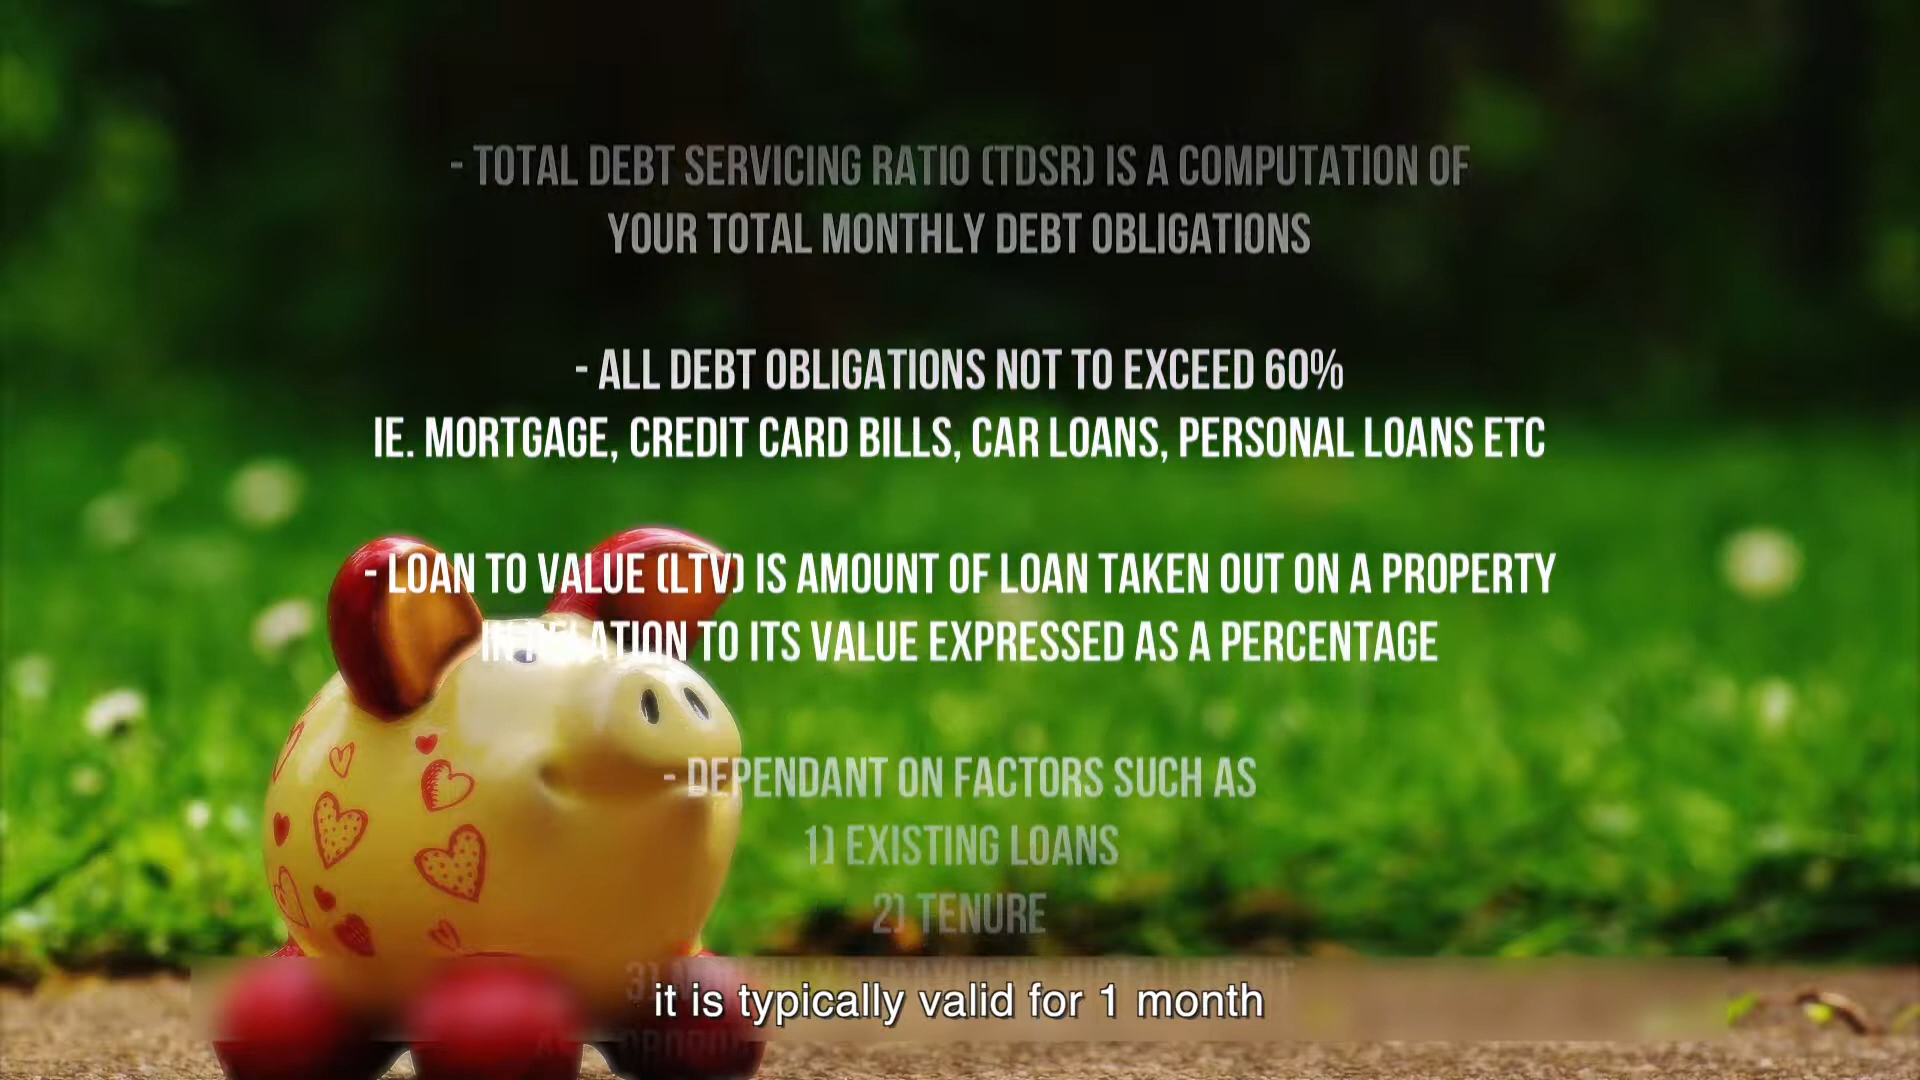 - TOTAL DEBT SERVICING RATIO (TDSR) IS A COMPUTATION OF
YOUR TOTAL MONTHLY DEBT OBLIGATIONS
- ALL DEBT OBLIGATIONS NOT TO EXCEED 60%
IE. MORTGAGE, CREDIT CARD BILLS, CAR LOANS, PERSONAL LOANS ETC
- LOAN TO VALUE (LTV) IS AMOUNT OF LOAN TAKEN OUT ON A PROPERTY
IN RELATION TO ITS VALUE EXPRESSED AS A PERCENTAGE
- DEPENDANT ON FACTORS SUCH AS
1) EXISTING LOANS
2) TENURE
3)
it is typically valid for 1 month